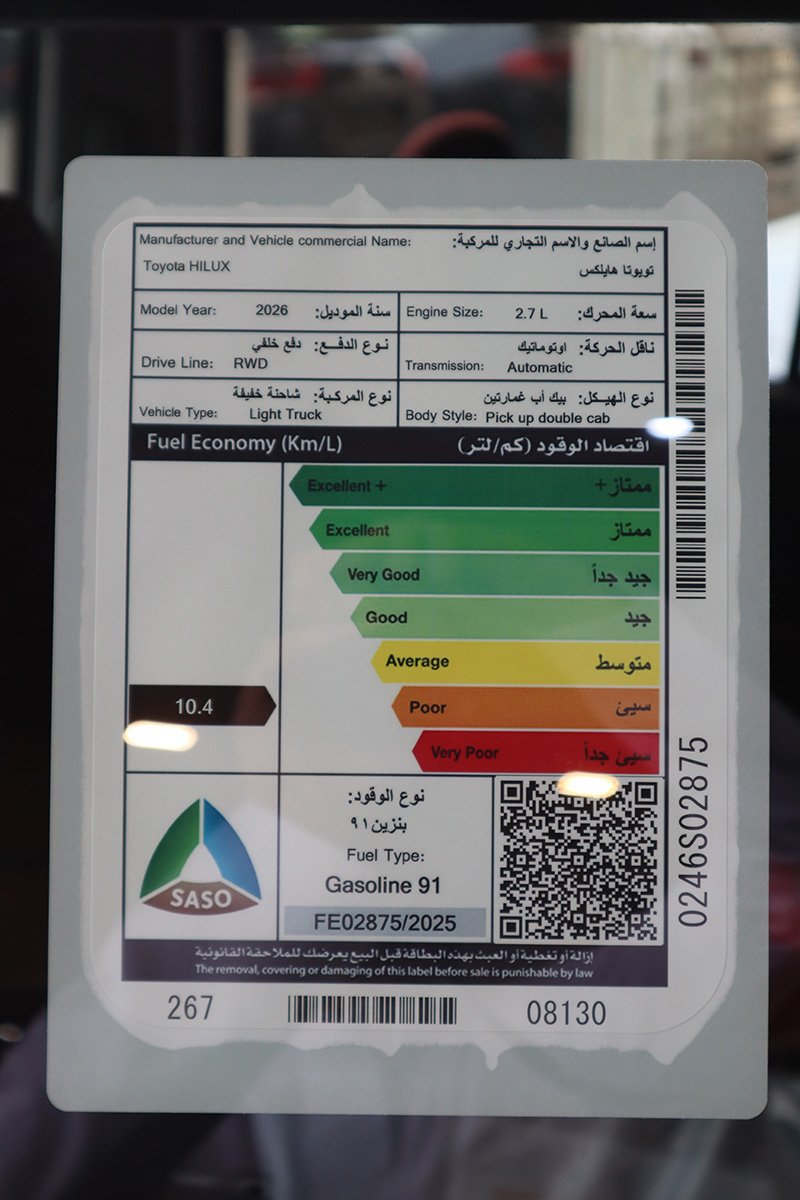 Manufacturer and Vehicle commercial Name: إسم الصانع والاسم التجاري للمركبة:
Toyota HILUX تويوتا هايلكس
Model Year: 2026 سنة الموديل:
Engine Size: 2.7 L سعة المحرك:
نوع الدفـع: دفع خلفي
Drive Line: RWD
ناقل الحركة: اوتوماتيك
Transmission: Automatic
نوع المركبة: شاحنة خفيفة
Vehicle Type: Light Truck
نوع الهيكل: بيك أب غمارتين
Body Style: Pick up double cab
Fuel Economy (Km/L) اقتصاد الوقود (كم/لتر)
Excellent + ممتاز +
Excellent ممتاز
Very Good جيد جداً
Good جيد
Average متوسط
10.4
Poor سيئ
Very Poor سيئ جداً
SASO
نوع الوقود:
بنزين ٩١
Fuel Type:
Gasoline 91
FE02875/2025
إزالة أو تغطية أو العبث بهذه البطاقة قبل البيع يعرضك للملاحقة القانونية
The removal, covering or damaging of this label before sale is punishable by law
267
08130
0246S02875